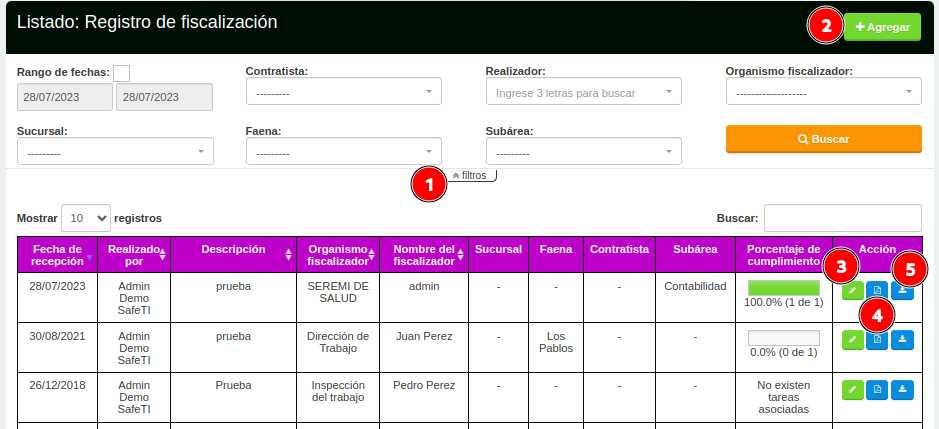 Listado: Registro de fiscalización
2
Agregar
Rango de fechas:
Contratista:
Realizador:
Organismo fiscalizador:
28/07/2023
28/07/2023
---------
Ingrese 3 letras para buscar
------------------
Sucursal:
Faena:
Subárea:
Buscar
---------
---------
---------
1
filtros
Mostrar 10 registros
Buscar:
Fecha de recepción
Realizado por
Descripción
Organismo fiscalizador
Nombre del fiscalizador
Sucursal
Faena
Contratista
Subárea
Porcentaje de cumplimiento
Acción
3
5
28/07/2023
Admin Demo SafeTI
prueba
SEREMI DE SALUD
admin
-
-
-
Contabilidad
100.0% (1 de 1)
4
30/08/2021
Admin Demo SafeTI
prueba
Dirección de Trabajo
Juan Perez
-
Los Pablos
-
-
0.0% (0 de 1)
26/12/2018
Admin Demo SafeTI
Prueba
Inspección del trabajo
Pedro Perez
-
-
-
-
No existen tareas asociadas